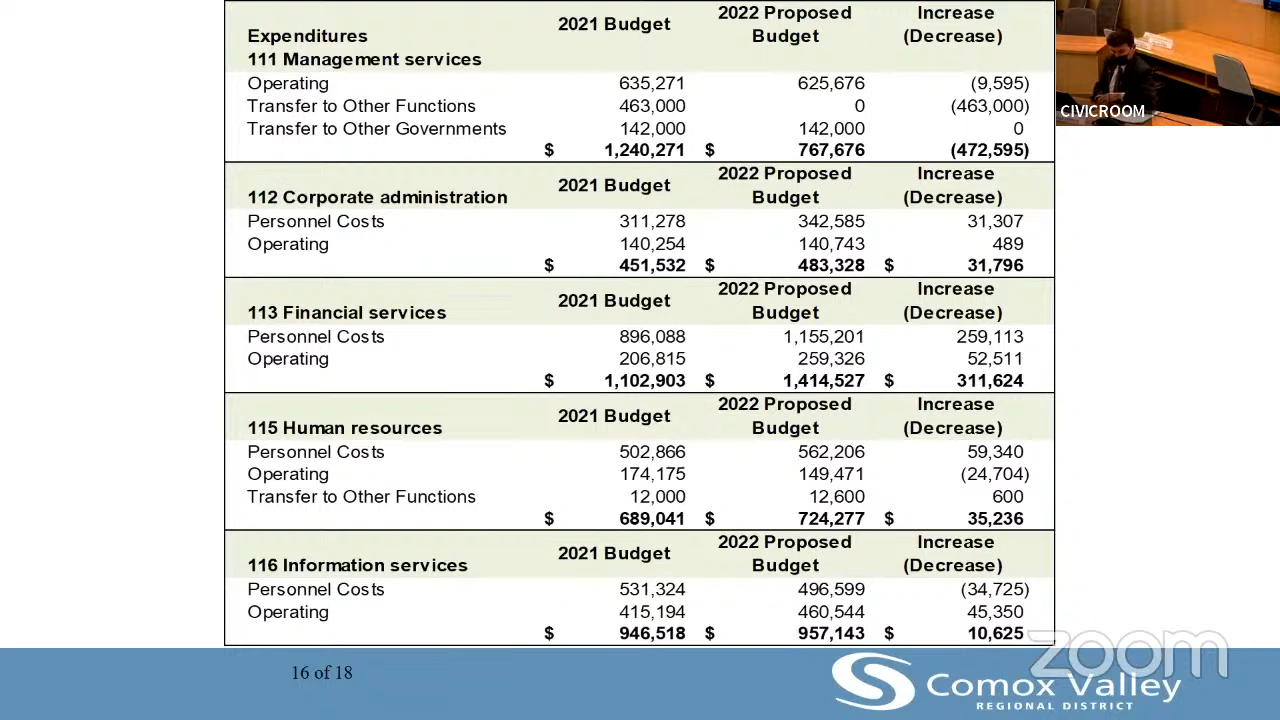 Expenditures 2021 Budget 2022 Proposed Budget Increase (Decrease)
111 Management services
Operating 635,271 625,676 (9,595)
Transfer to Other Functions 463,000 0 (463,000)
Transfer to Other Governments 142,000 142,000 0
$ 1,240,271 $ 767,676 (472,595)
112 Corporate administration 2021 Budget 2022 Proposed Budget Increase (Decrease)
Personnel Costs 311,278 342,585 31,307
Operating 140,254 140,743 489
$ 451,532 $ 483,328 $ 31,796
113 Financial services 2021 Budget 2022 Proposed Budget Increase (Decrease)
Personnel Costs 896,088 1,155,201 259,113
Operating 206,815 259,326 52,511
$ 1,102,903 $ 1,414,527 $ 311,624
115 Human resources 2021 Budget 2022 Proposed Budget Increase (Decrease)
Personnel Costs 502,866 562,206 59,340
Operating 174,175 149,471 (24,704)
Transfer to Other Functions 12,000 12,600 600
$ 689,041 $ 724,277 $ 35,236
116 Information services 2021 Budget 2022 Proposed Budget Increase (Decrease)
Personnel Costs 531,324 496,599 (34,725)
Operating 415,194 460,544 45,350
$ 946,518 $ 957,143 $ 10,625
CIVICROOM
16 of 18
zoom
Comox Valley
REGIONAL DISTRICT